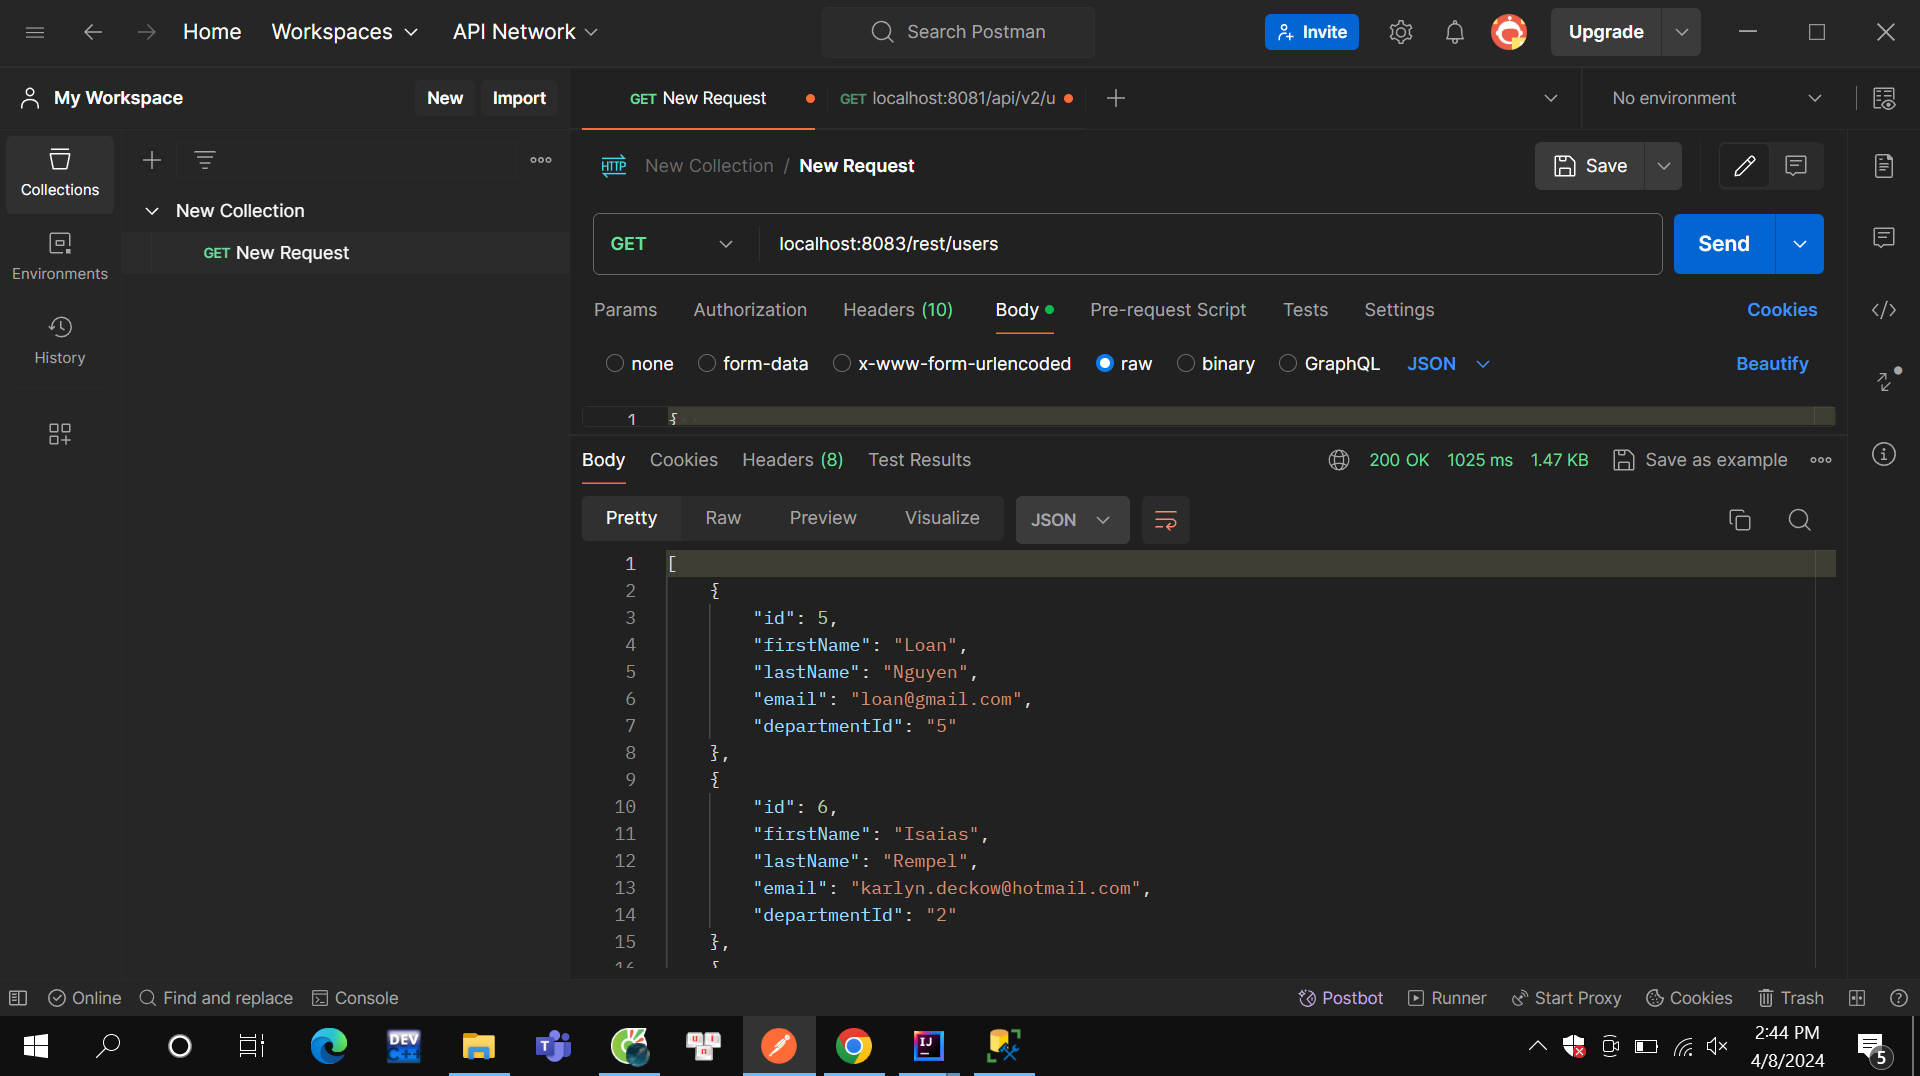 Home Workspaces API Network Search Postman Invite Upgrade
My Workspace New Import GET New Request GET localhost:8081/api/v2/u No environment
Collections
Environments
History
New Collection
GET New Request
HTTP New Collection / New Request Save
GET localhost:8083/rest/users Send
Params Authorization Headers (10) Body Pre-request Script Tests Settings Cookies
none form-data x-www-form-urlencoded raw binary GraphQL JSON Beautify
1 {
Body Cookies Headers (8) Test Results 200 OK 1025 ms 1.47 KB Save as example
Pretty Raw Preview Visualize JSON
1 [
2 {
3 "id": 5,
4 "firstName": "Loan",
5 "lastName": "Nguyen",
6 "email": "loan@gmail.com",
7 "departmentId": "5"
8 },
9 {
10 "id": 6,
11 "firstName": "Isaias",
12 "lastName": "Rempel",
13 "email": "karlyn.deckow@hotmail.com",
14 "departmentId": "2"
15 },
16 {
Online Find and replace Console Postbot Runner Start Proxy Cookies Trash
DEV C++ T u i n IJ 2:44 PM
4/8/2024 5